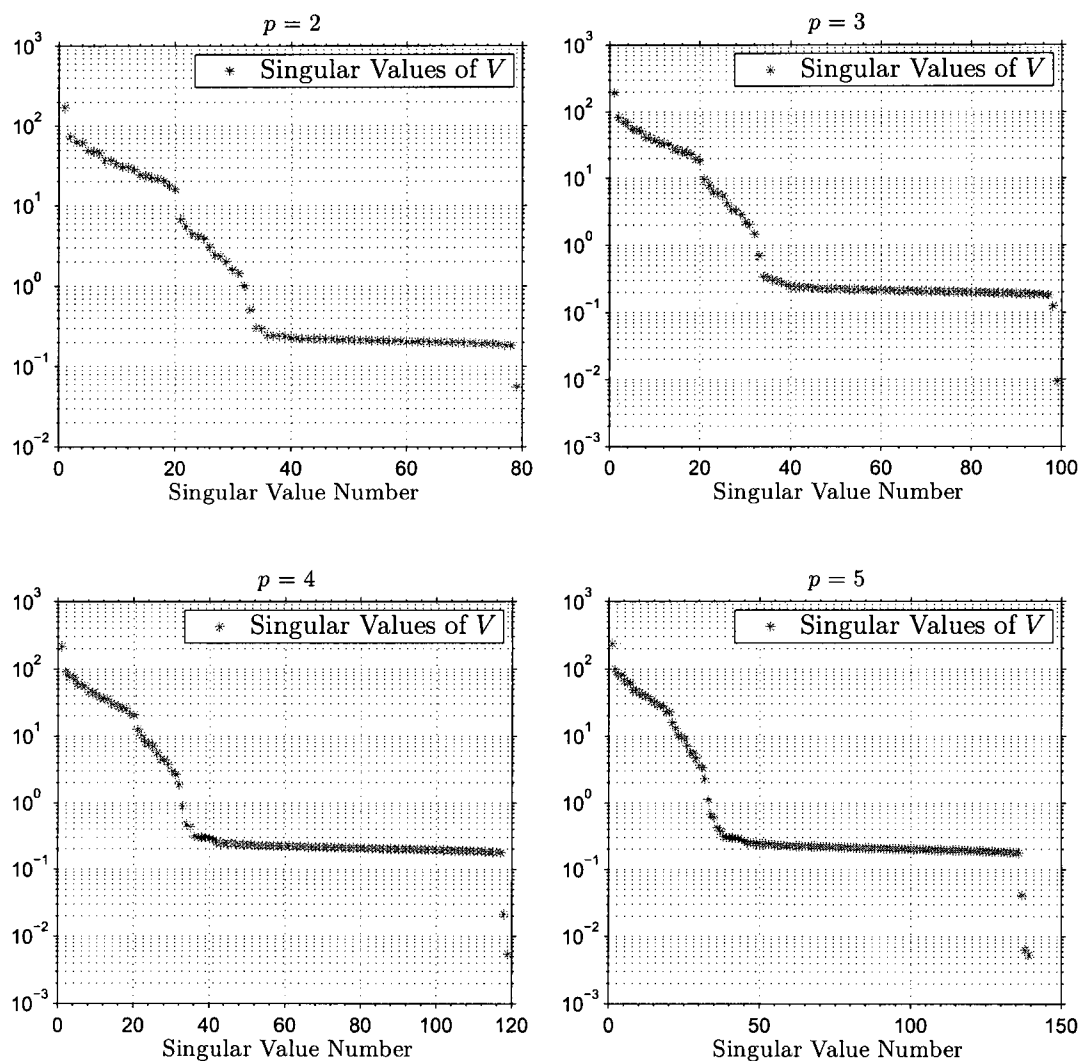 p = 2
10^3
10^2
10^1
10^0
10^-1
10^-2
* Singular Values of V
0 20 40 60 80
Singular Value Number
p = 3
10^3
10^2
10^1
10^0
10^-1
10^-2
10^-3
* Singular Values of V
0 20 40 60 80 100
Singular Value Number
p = 4
10^3
10^2
10^1
10^0
10^-1
10^-2
10^-3
* Singular Values of V
0 20 40 60 80 100 120
Singular Value Number
p = 5
10^3
10^2
10^1
10^0
10^-1
10^-2
10^-3
* Singular Values of V
0 50 100 150
Singular Value Number